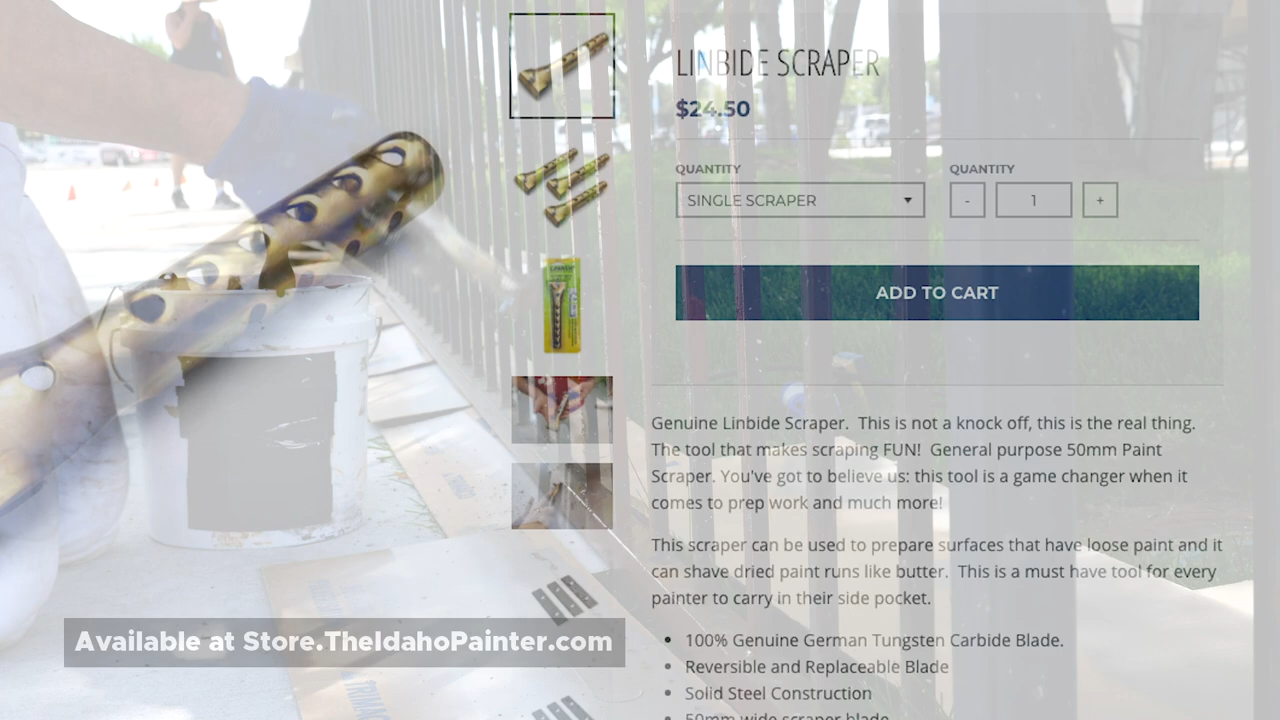 LINBIDE SCRAPER
$24.50
QUANTITY
QUANTITY
SINGLE SCRAPER
-
1
+
ADD TO CART
Genuine Linbide Scraper.  This is not a knock off, this is the real thing.
The tool that makes scraping FUN!  General purpose 50mm Paint
Scraper. You've got to believe us: this tool is a game changer when it
comes to prep work and much more!
This scraper can be used to prepare surfaces that have loose paint and it
can shave dried paint runs like butter.  This is a must have tool for every
painter to carry in their side pocket.
• 100% Genuine German Tungsten Carbide Blade.
• Reversible and Replaceable Blade
• Solid Steel Construction
• 50mm wide scraper blade
Available at Store.TheIdahoPainter.com